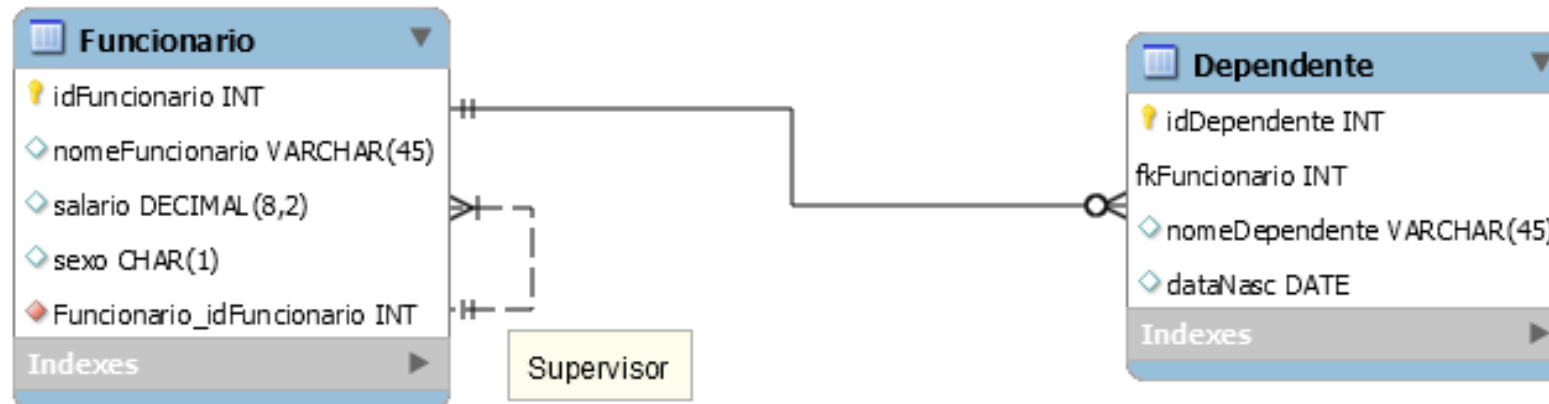 Funcionario
idFuncionario INT
nomeFuncionario VARCHAR(45)
salario DECIMAL(8,2)
sexo CHAR(1)
Funcionario_idFuncionario INT
Indexes
Supervisor
Dependente
idDependente INT
fkFuncionario INT
nomeDependente VARCHAR(45)
dataNasc DATE
Indexes